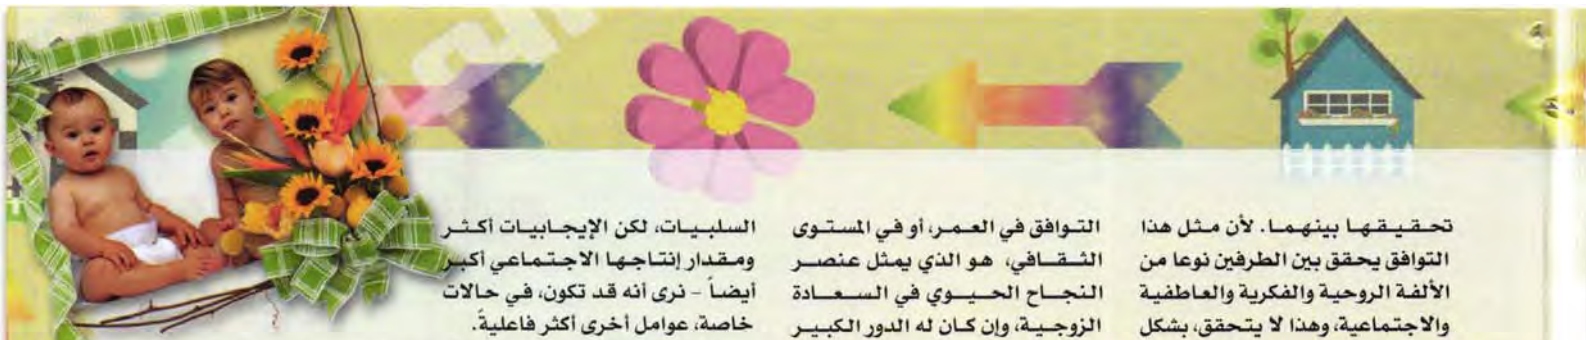 تحقيقها بينهما. لأن مثل هذا
التوافق يحقق بين الطرفين نوعا من
الألفة الروحية والفكرية والعاطفية
والاجتماعية، وهذا لا يتحقق، بشكل
التوافق في العمر، أو في المستوى
الثقافي، هو الذي يمثل عنصر
النجاح الحيوي في السعادة
الزوجية، وإن كان له الدور الكبير
السلبيات، لكن الإيجابيات أكثر
ومقدار إنتاجها الاجتماعي أكبر
أيضاً - نرى أنه قد تكون، في حالات
خاصة، عوامل أخرى أكثر فاعليةً.